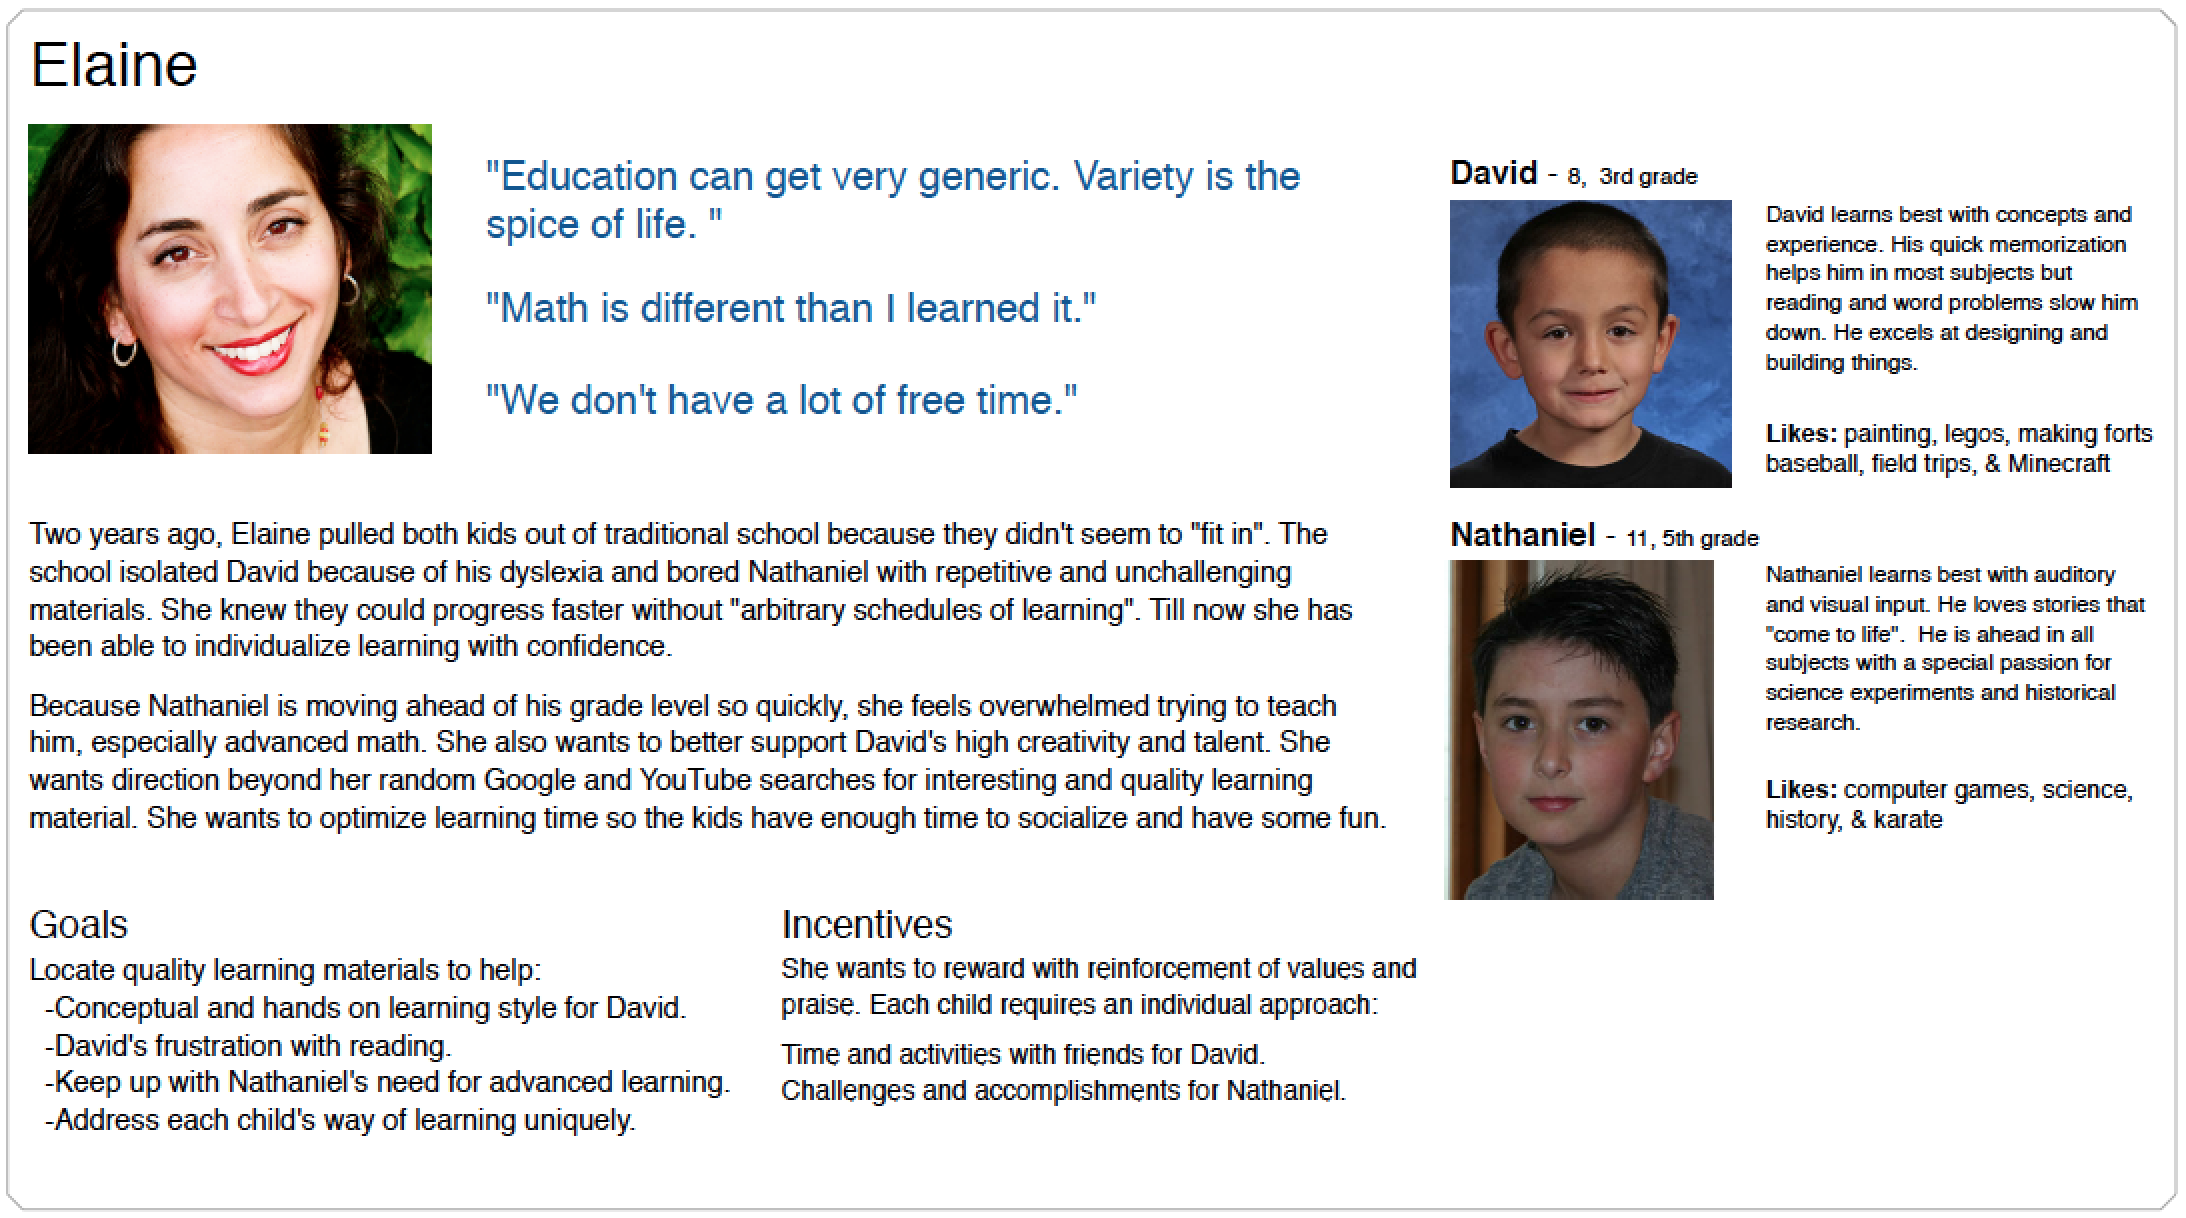 Elaine
"Education can get very generic. Variety is the
spice of life. "
"Math is different than I learned it."
"We don't have a lot of free time."
Two years ago, Elaine pulled both kids out of traditional school because they didn't seem to "fit in". The
school isolated David because of his dyslexia and bored Nathaniel with repetitive and unchallenging
materials. She knew they could progress faster without "arbitrary schedules of learning". Till now she has
been able to individualize learning with confidence.
Because Nathaniel is moving ahead of his grade level so quickly, she feels overwhelmed trying to teach
him, especially advanced math. She also wants to better support David's high creativity and talent. She
wants direction beyond her random Google and YouTube searches for interesting and quality learning
material. She wants to optimize learning time so the kids have enough time to socialize and have some fun.
Goals
Locate quality learning materials to help:
-Conceptual and hands on learning style for David.
-David's frustration with reading.
-Keep up with Nathaniel's need for advanced learning.
-Address each child's way of learning uniquely.
Incentives
She wants to reward with reinforcement of values and
praise. Each child requires an individual approach:
Time and activities with friends for David.
Challenges and accomplishments for Nathaniel.
David - 8,  3rd grade
David learns best with concepts and
experience. His quick memorization
helps him in most subjects but
reading and word problems slow him
down. He excels at designing and
building things.
Likes: painting, legos, making forts
baseball, field trips, & Minecraft
Nathaniel - 11, 5th grade
Nathaniel learns best with auditory
and visual input. He loves stories that
"come to life".  He is ahead in all
subjects with a special passion for
science experiments and historical
research.
Likes: computer games, science,
history, & karate